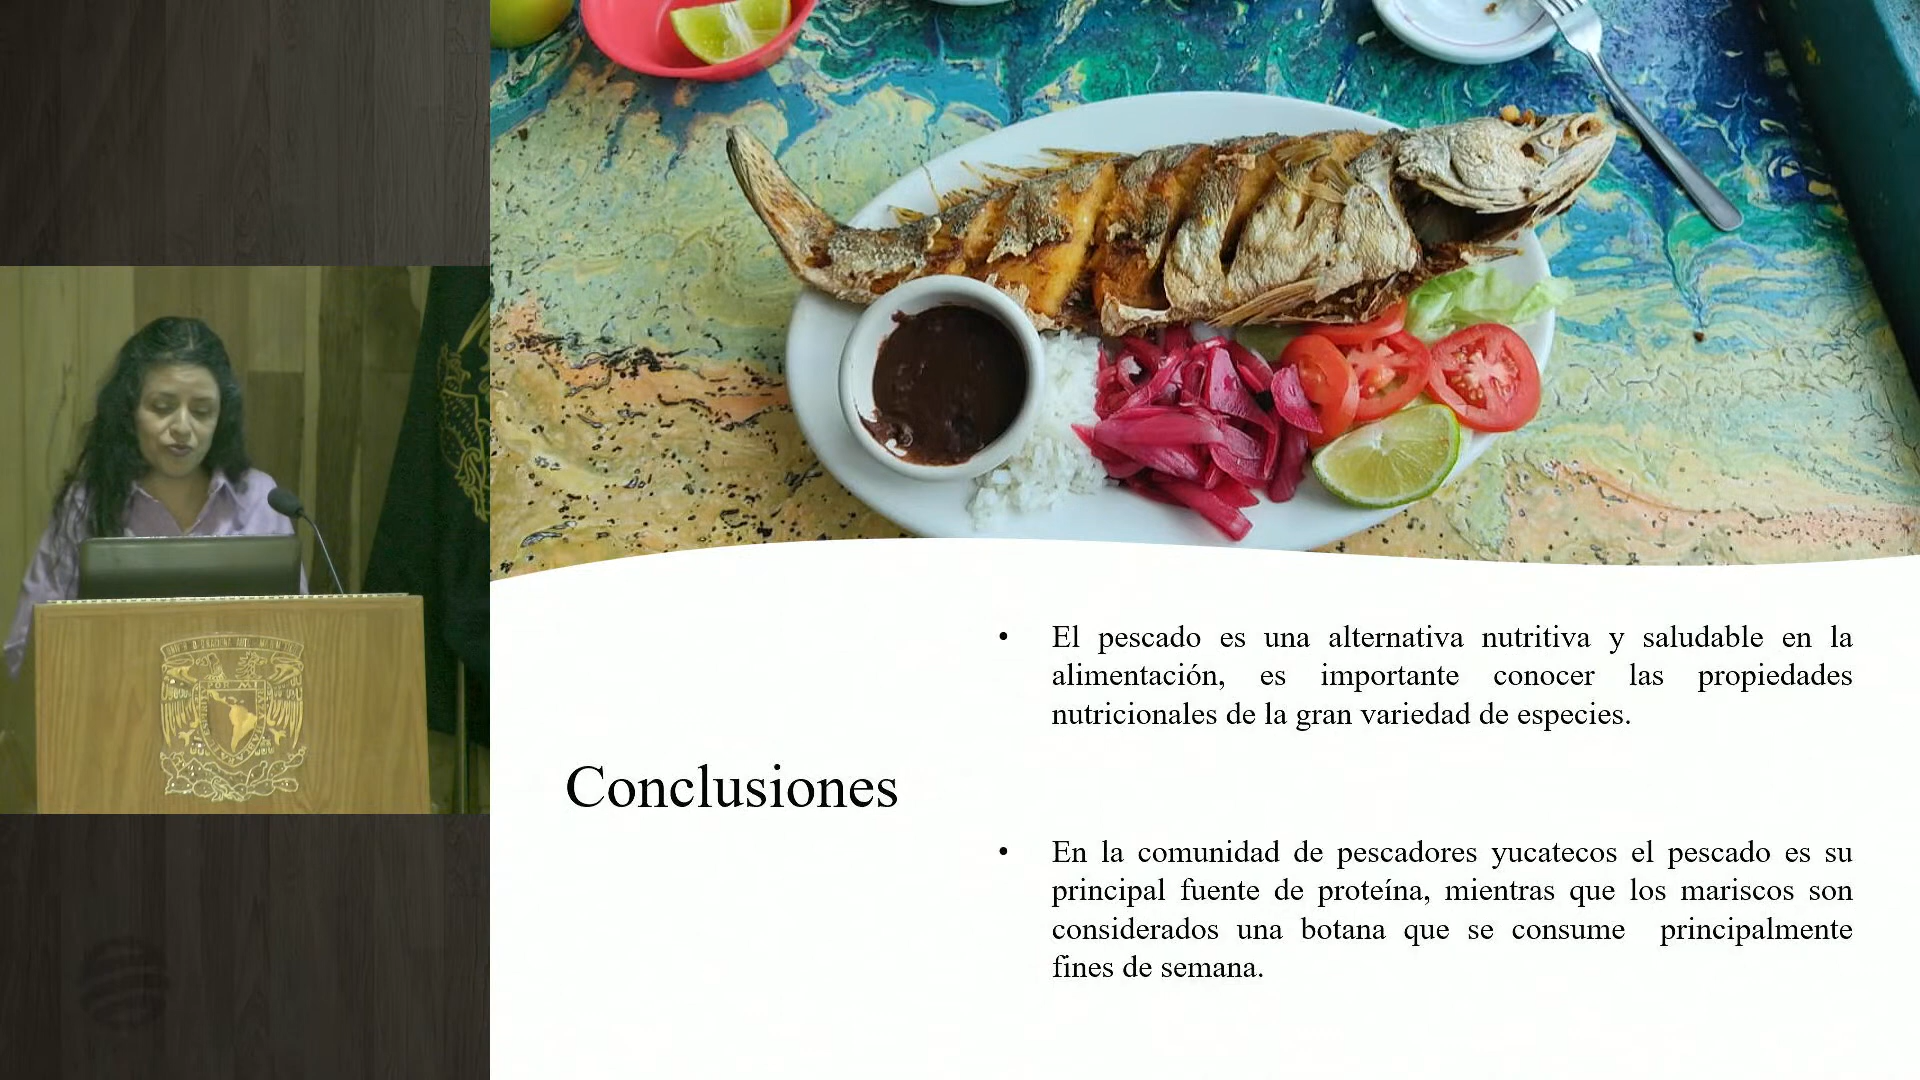 El pescado es una alternativa nutritiva y saludable en la
alimentación, es importante conocer las propiedades
nutricionales de la gran variedad de especies.
Conclusiones
En la comunidad de pescadores yucatecos el pescado es su
principal fuente de proteína, mientras que los mariscos son
considerados una botana que se consume principalmente
fines de semana.